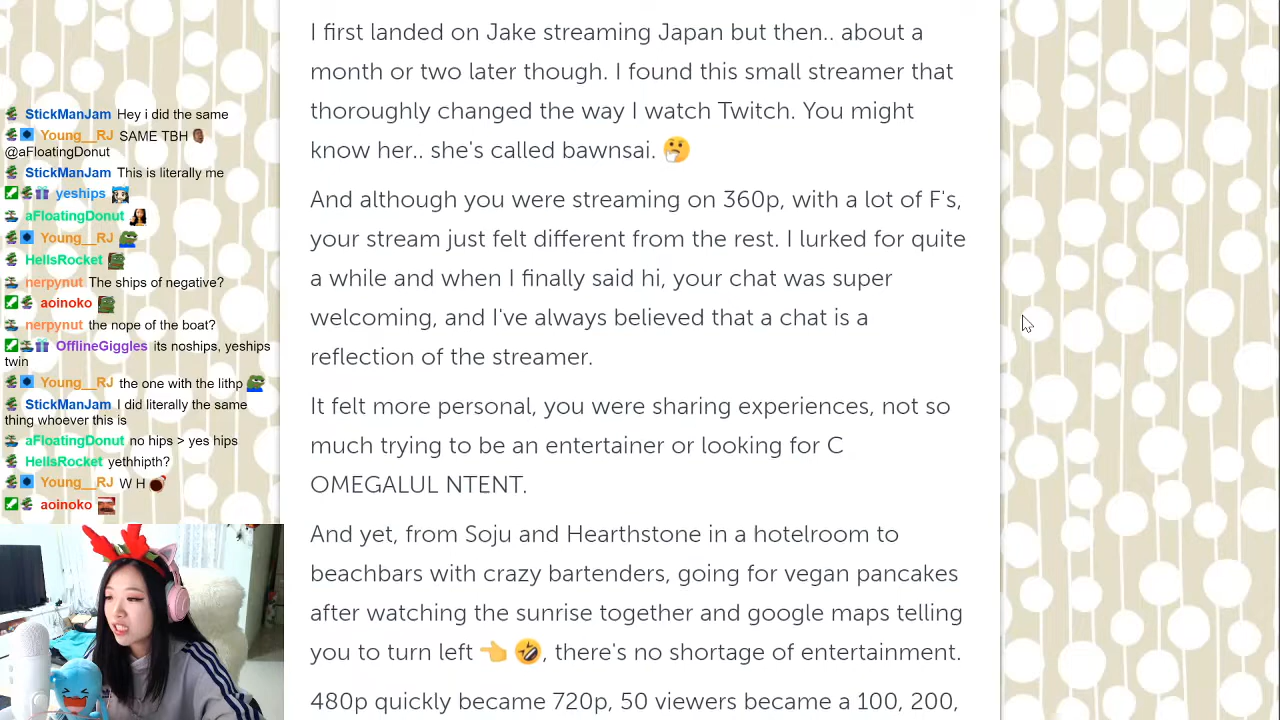 StickManJam Hey i did the same
Young__RJ SAME TBH
@aFloatingDonut
StickManJam This is literally me
yeships
aFloatingDonut
Young__RJ
HellsRocket
nerpynut The ships of negative?
aoinoko
nerpynut the nope of the boat?
OfflineGiggles its noships, yeships
twin
Young__RJ the one with the lithp
StickManJam I did literally the same
thing whoever this is
aFloatingDonut no hips > yes hips
HellsRocket yethhipth?
Young__RJ W H
aoinoko
I first landed on Jake streaming Japan but then.. about a
month or two later though. I found this small streamer that
thoroughly changed the way I watch Twitch. You might
know her.. she's called bawnsai. 🤔
And although you were streaming on 360p, with a lot of F's,
your stream just felt different from the rest. I lurked for quite
a while and when I finally said hi, your chat was super
welcoming, and I've always believed that a chat is a
reflection of the streamer.
It felt more personal, you were sharing experiences, not so
much trying to be an entertainer or looking for C
OMEGALUL NTENT.
And yet, from Soju and Hearthstone in a hotelroom to
beachbars with crazy bartenders, going for vegan pancakes
after watching the sunrise together and google maps telling
you to turn left 👈 🤣, there's no shortage of entertainment.
480p quickly became 720p, 50 viewers became a 100, 200,